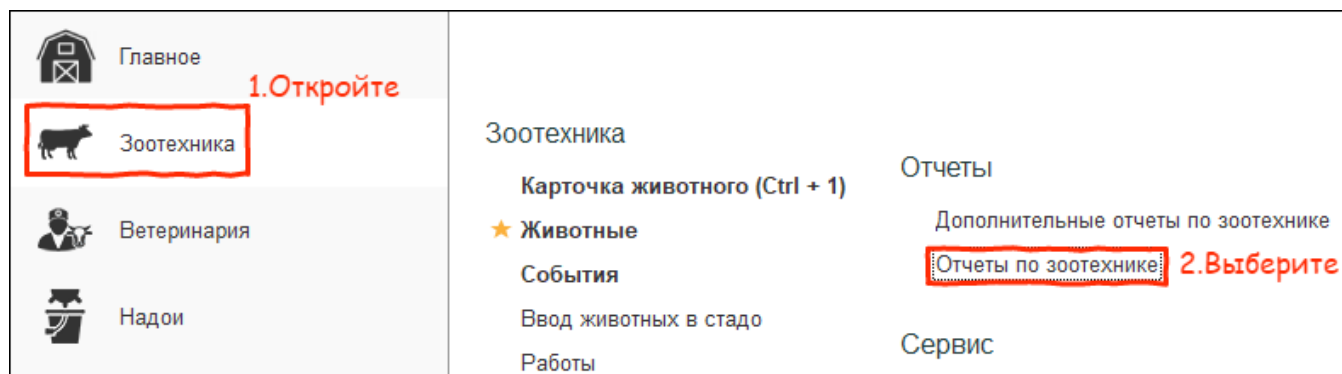 Главное
1.Откройте
Зоотехника
Ветеринария
Надои
Зоотехника
Карточка животного (Ctrl + 1)
Животные
События
Ввод животных в стадо
Работы
Отчеты
Дополнительные отчеты по зоотехнике
Отчеты по зоотехнике
2.Выберите
Сервис